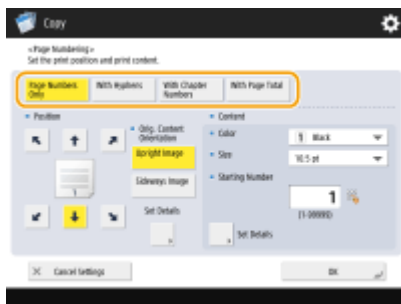 Copy
<Page Numbering>
Set the print position and print content.
Page Numbers Only
With Hyphens
With Chapter Numbers
With Page Total
Position
Orig. Content Orientation
Upright Image
Sideways Image
Set Details
Content
Color
1 Black
Size
10.5 pt
Starting Number
1
(1-99999)
Set Details
Cancel Settings
OK